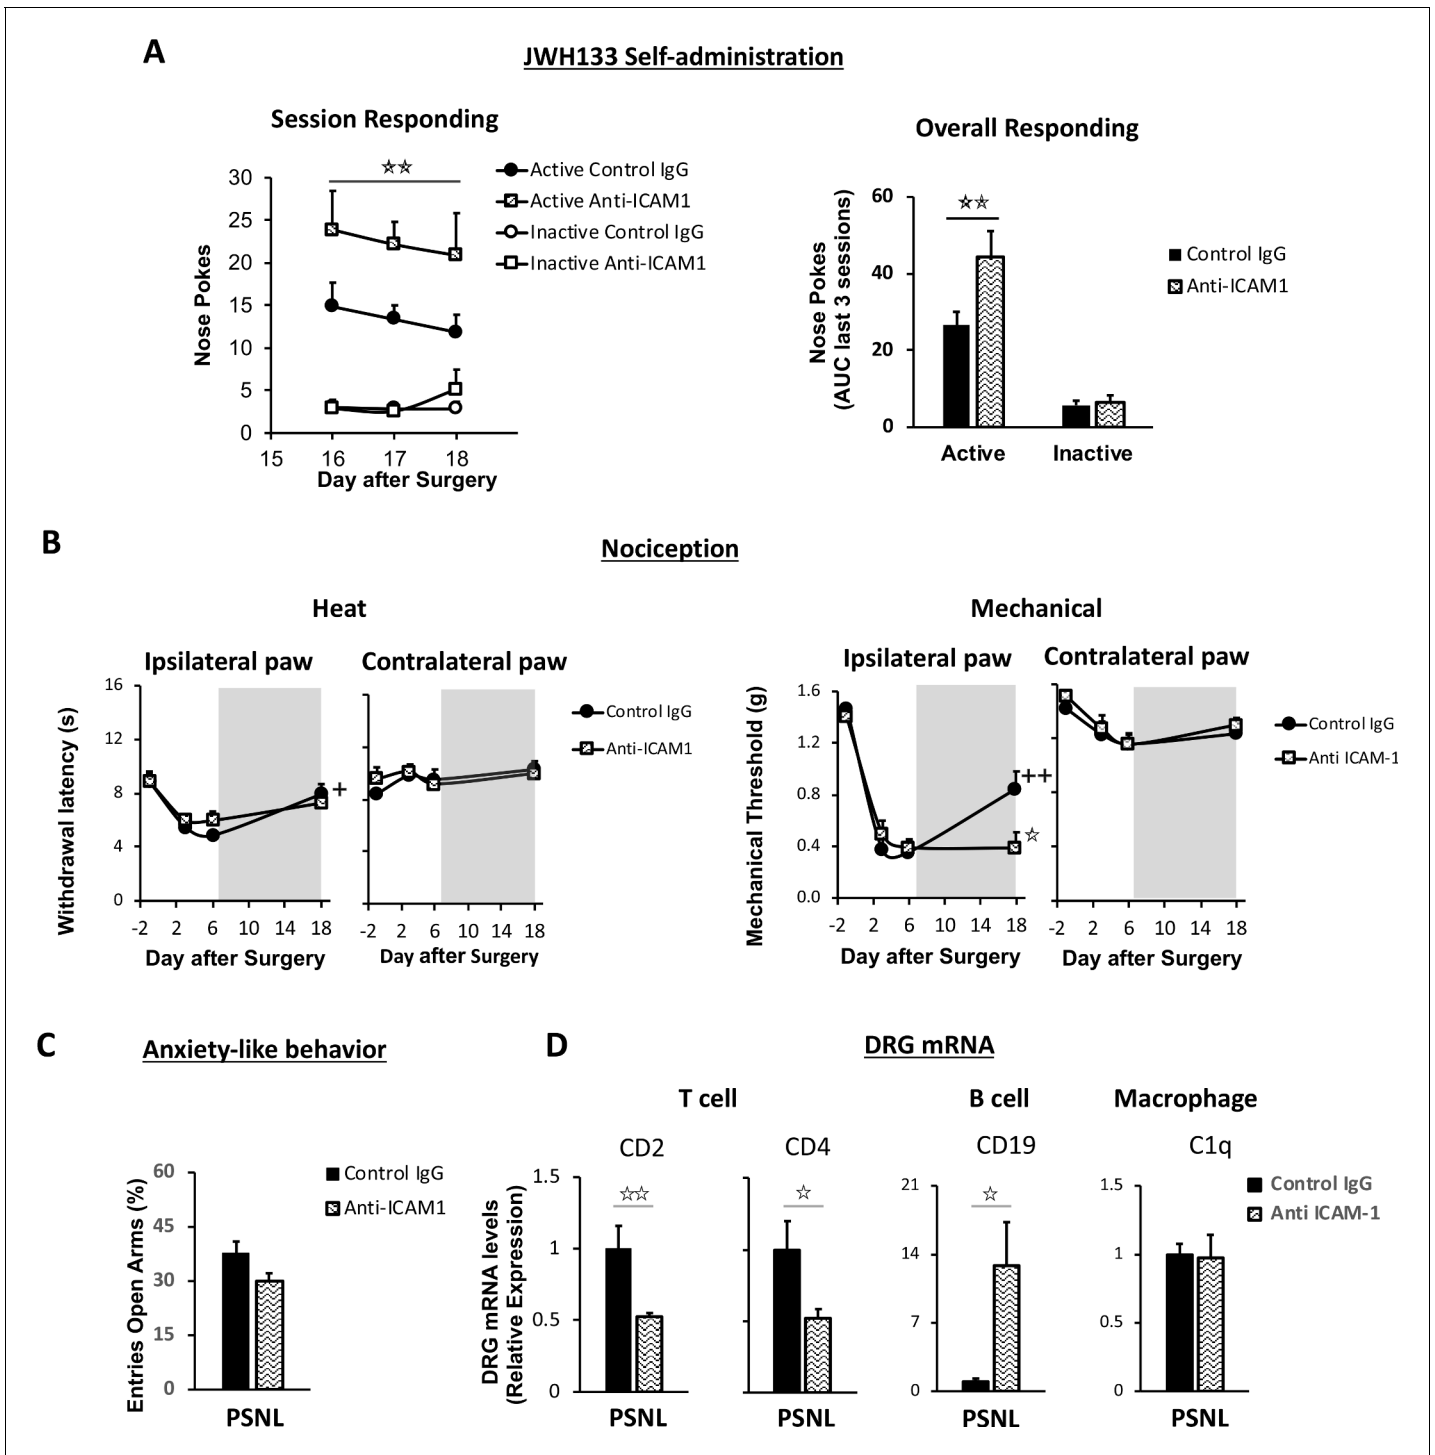 A
JWH133 Self-administration
Session Responding
Overall Responding
Nose Pokes
30
25
20
15
10
5
0
15 16 17 18
Day after Surgery
Active Control IgG
Active Anti-ICAM1
Inactive Control IgG
Inactive Anti-ICAM1
Nose Pokes
(AUC last 3 sessions)
60
40
20
0
Active Inactive
Control IgG
Anti-ICAM1
B
Nociception
Heat
Mechanical
Ipsilateral paw
Contralateral paw
Ipsilateral paw
Contralateral paw
Withdrawal latency (s)
16
12
8
4
0
+
-2 2 6 10 14 18
Day after Surgery
-2 2 6 10 14 18
Day after Surgery
Control IgG
Anti-ICAM1
Mechanical Threshold (g)
1.6
1.2
0.8
0.4
0.0
++
-2 2 6 10 14 18
Day after Surgery
-2 2 6 10 14 18
Day after Surgery
Control IgG
Anti ICAM-1
C
Anxiety-like behavior
Entries Open Arms (%)
60
45
30
15
0
PSNL
Control IgG
Anti-ICAM1
D
DRG mRNA
T cell
B cell
Macrophage
CD2
CD4
CD19
C1q
DRG mRNA levels
(Relative Expression)
1.5
1
0.5
0
PSNL
PSNL
21
14
7
0
PSNL
1.5
1
0.5
0
PSNL
Control IgG
Anti ICAM-1